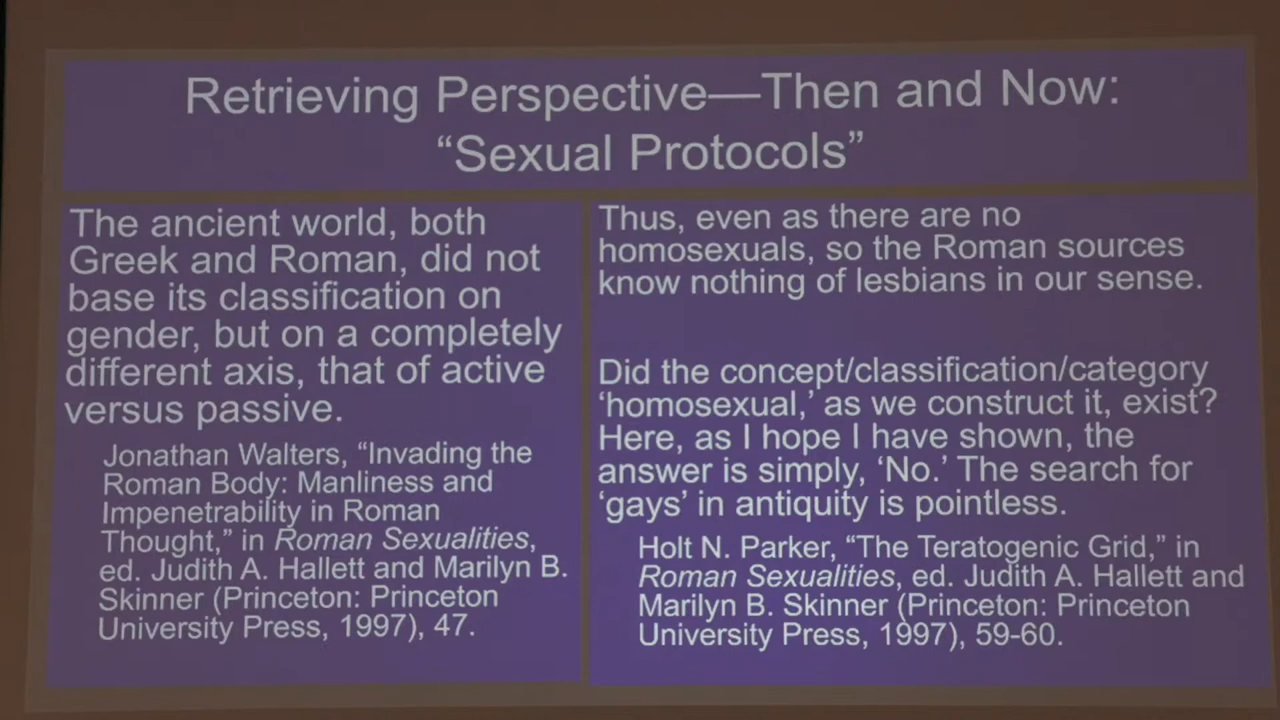 Retrieving Perspective—Then and Now:
“Sexual Protocols”
The ancient world, both
Greek and Roman, did not
base its classification on
gender, but on a completely
different axis, that of active
versus passive.
Jonathan Walters, “Invading the
Roman Body: Manliness and
Impenetrability in Roman
Thought,” in Roman Sexualities,
ed. Judith A. Hallett and Marilyn B.
Skinner (Princeton: Princeton
University Press, 1997), 47.
Thus, even as there are no
homosexuals, so the Roman sources
know nothing of lesbians in our sense.
Did the concept/classification/category
‘homosexual,’ as we construct it, exist?
Here, as I hope I have shown, the
answer is simply, ‘No.’ The search for
‘gays’ in antiquity is pointless.
Holt N. Parker, “The Teratogenic Grid,” in
Roman Sexualities, ed. Judith A. Hallett and
Marilyn B. Skinner (Princeton: Princeton
University Press, 1997), 59-60.